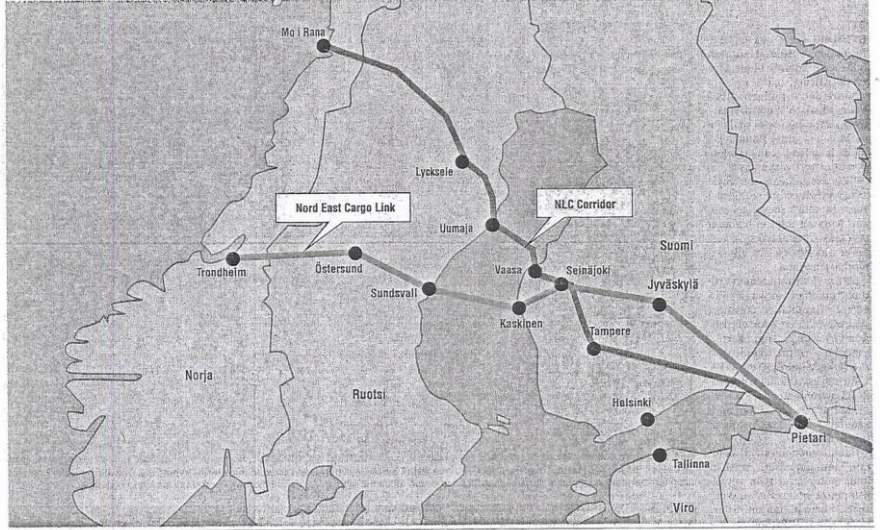 Mo i Rana
Lycksele
Nord East Cargo Link
NLC Corridor
Uumaja
Suomi
Trondheim
Östersund
Vaasa
Seinäjoki
Jyväskylä
Sundsvall
Kaskinen
Tampere
Norja
Ruotsi
Helsinki
Pietari
Tallinna
Viro